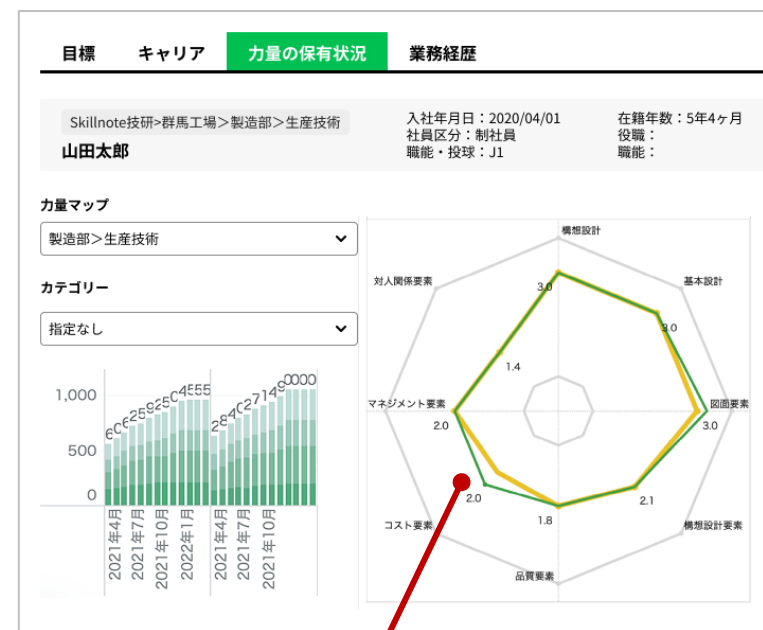 目標 キャリア 力量の保有状況 業務経歴
Skillnote技研>群馬工場>製造部>生産技術
山田太郎
入社年月日：2020/04/01
社員区分：制社員
職能・投球：J1
在籍年数：5年4ヶ月
役職：
職能：
力量マップ
製造部>生産技術
カテゴリー
指定なし
1,000
500
0
2021年4月
2021年7月
2021年10月
2022年1月
2021年4月
2021年7月
2021年10月
構想設計
3.0
基本設計
3.0
図面要素
3.0
構想設計要素
2.1
品質要素
1.8
コスト要素
2.0
マネジメント要素
2.0
対人関係要素
1.4